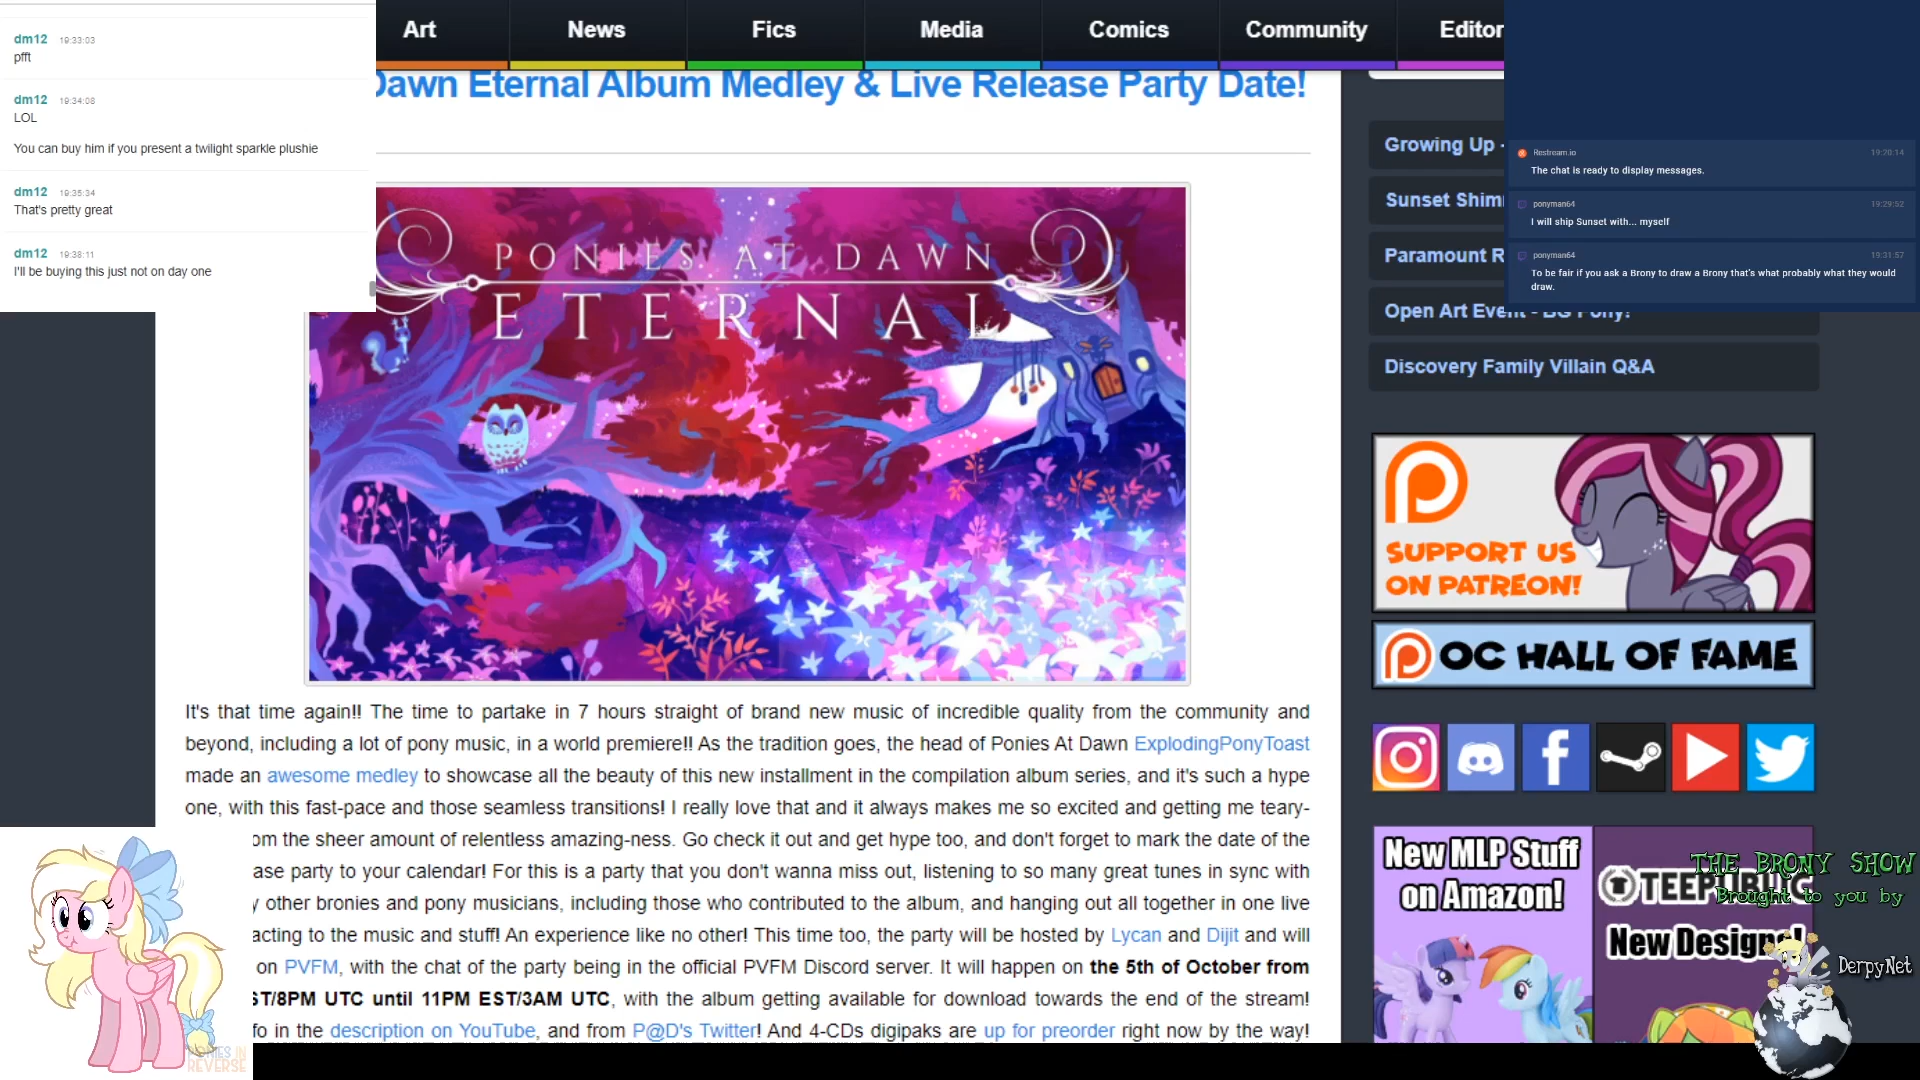 dm12 19:33:03
pfft
dm12 19:34:08
LOL
You can buy him if you present a twilight sparkle plushie
dm12 19:35:34
That's pretty great
dm12 19:38:11
I'll be buying this just not on day one
Art News Fics Media Comics Community Editor
Dawn Eternal Album Medley & Live Release Party Date!
PONIES AT DAWN
ETERNAL
It's that time again!! The time to partake in 7 hours straight of brand new music of incredible quality from the community and
beyond, including a lot of pony music, in a world premiere!! As the tradition goes, the head of Ponies At Dawn ExplodingPonyToast
made an awesome medley to showcase all the beauty of this new installment in the compilation album series, and it's such a hype
one, with this fast-pace and those seamless transitions! I really love that and it always makes me so excited and getting me teary-
om the sheer amount of relentless amazing-ness. Go check it out and get hype too, and don't forget to mark the date of the
ase party to your calendar! For this is a party that you don't wanna miss out, listening to so many great tunes in sync with
y other bronies and pony musicians, including those who contributed to the album, and hanging out all together in one live
acting to the music and stuff! An experience like no other! This time too, the party will be hosted by Lycan and Dijit and will
on PVFM, with the chat of the party being in the official PVFM Discord server. It will happen on the 5th of October from
ST/8PM UTC until 11PM EST/3AM UTC, with the album getting available for download towards the end of the stream!
fo in the description on YouTube, and from P@D's Twitter! And 4-CDs digipaks are up for preorder right now by the way!
PONIES IN
REVERSE
Restream.io 19:20:14
The chat is ready to display messages.
ponyman64 19:29:52
I will ship Sunset with... myself
ponyman64 19:31:57
To be fair if you ask a Brony to draw a Brony that's what probably what they would
draw.
Growing Up -
Sunset Shim
Paramount R
Open Art Event - BG Pony!
Discovery Family Villain Q&A
SUPPORT US
ON PATREON!
OC HALL OF FAME
New MLP Stuff
on Amazon!
TEEPUBLIC
New Designs!
THE BRONY SHOW
Brought to you by
DerpyNet